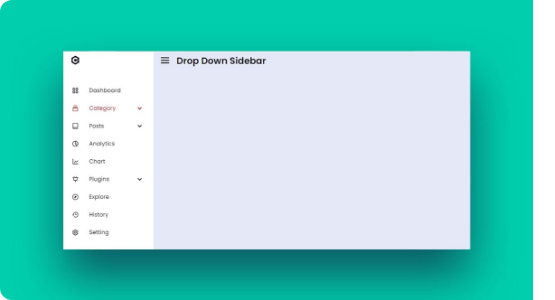 Drop Down Sidebar
Dashboard
Category
Posts
Analytics
Chart
Plugins
Explore
History
Setting